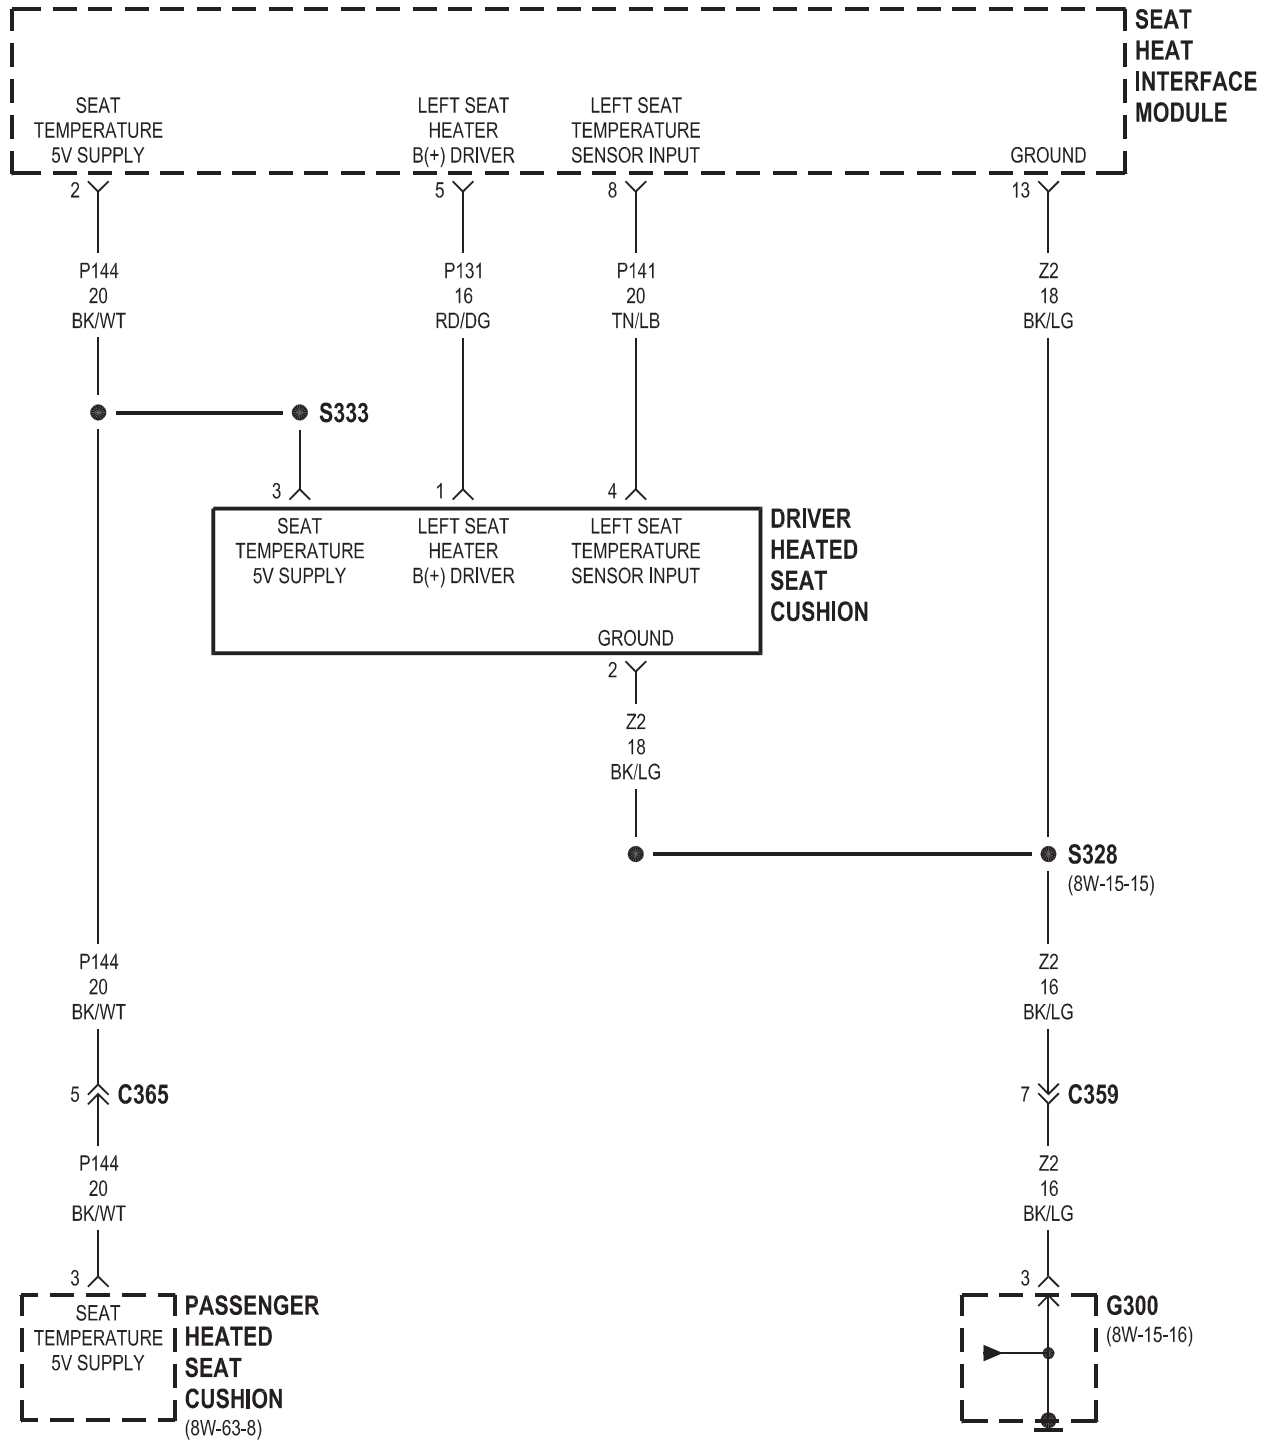 SEAT
HEAT
INTERFACE
MODULE
SEAT
TEMPERATURE
5V SUPPLY
LEFT SEAT
HEATER
B(+) DRIVER
LEFT SEAT
TEMPERATURE
SENSOR INPUT
GROUND
2
5
8
13
P144
20
BK/WT
P131
16
RD/DG
P141
20
TN/LB
Z2
18
BK/LG
S333
3
1
4
SEAT
TEMPERATURE
5V SUPPLY
LEFT SEAT
HEATER
B(+) DRIVER
LEFT SEAT
TEMPERATURE
SENSOR INPUT
GROUND
DRIVER
HEATED
SEAT
CUSHION
2
Z2
18
BK/LG
S328
(8W-15-15)
P144
20
BK/WT
Z2
16
BK/LG
5
C365
7
C359
P144
20
BK/WT
Z2
16
BK/LG
3
3
SEAT
TEMPERATURE
5V SUPPLY
PASSENGER
HEATED
SEAT
CUSHION
(8W-63-8)
G300
(8W-15-16)